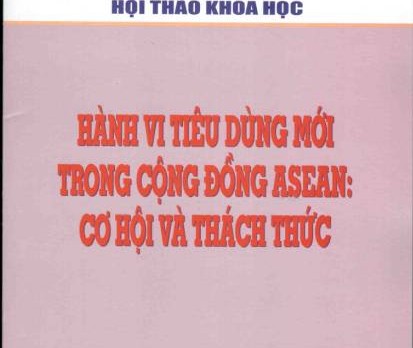 HỘI THẢO KHOA HỌC
HÀNH VI TIÊU DÙNG MỚI
TRONG CỘNG ĐỒNG ASEAN:
CƠ HỘI VÀ THÁCH THỨC